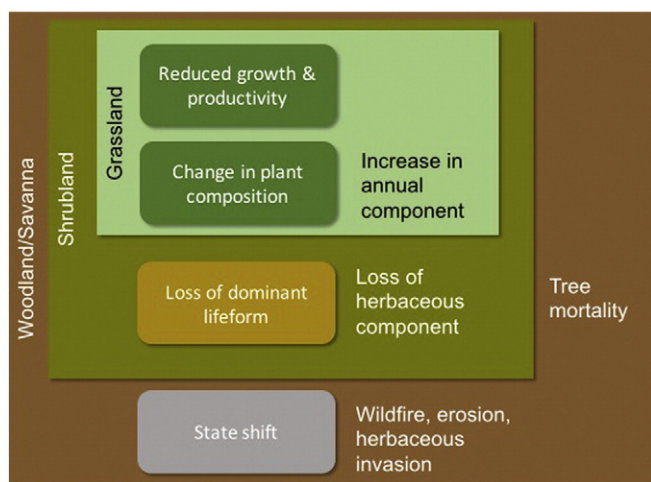 Woodland/Savanna
Shrubland
Grassland
Reduced growth &
productivity
Change in plant
composition
Increase in
annual component
Loss of dominant
lifeform
Loss of
herbaceous
component
Tree
mortality
State shift
Wildfire, erosion,
herbaceous
invasion